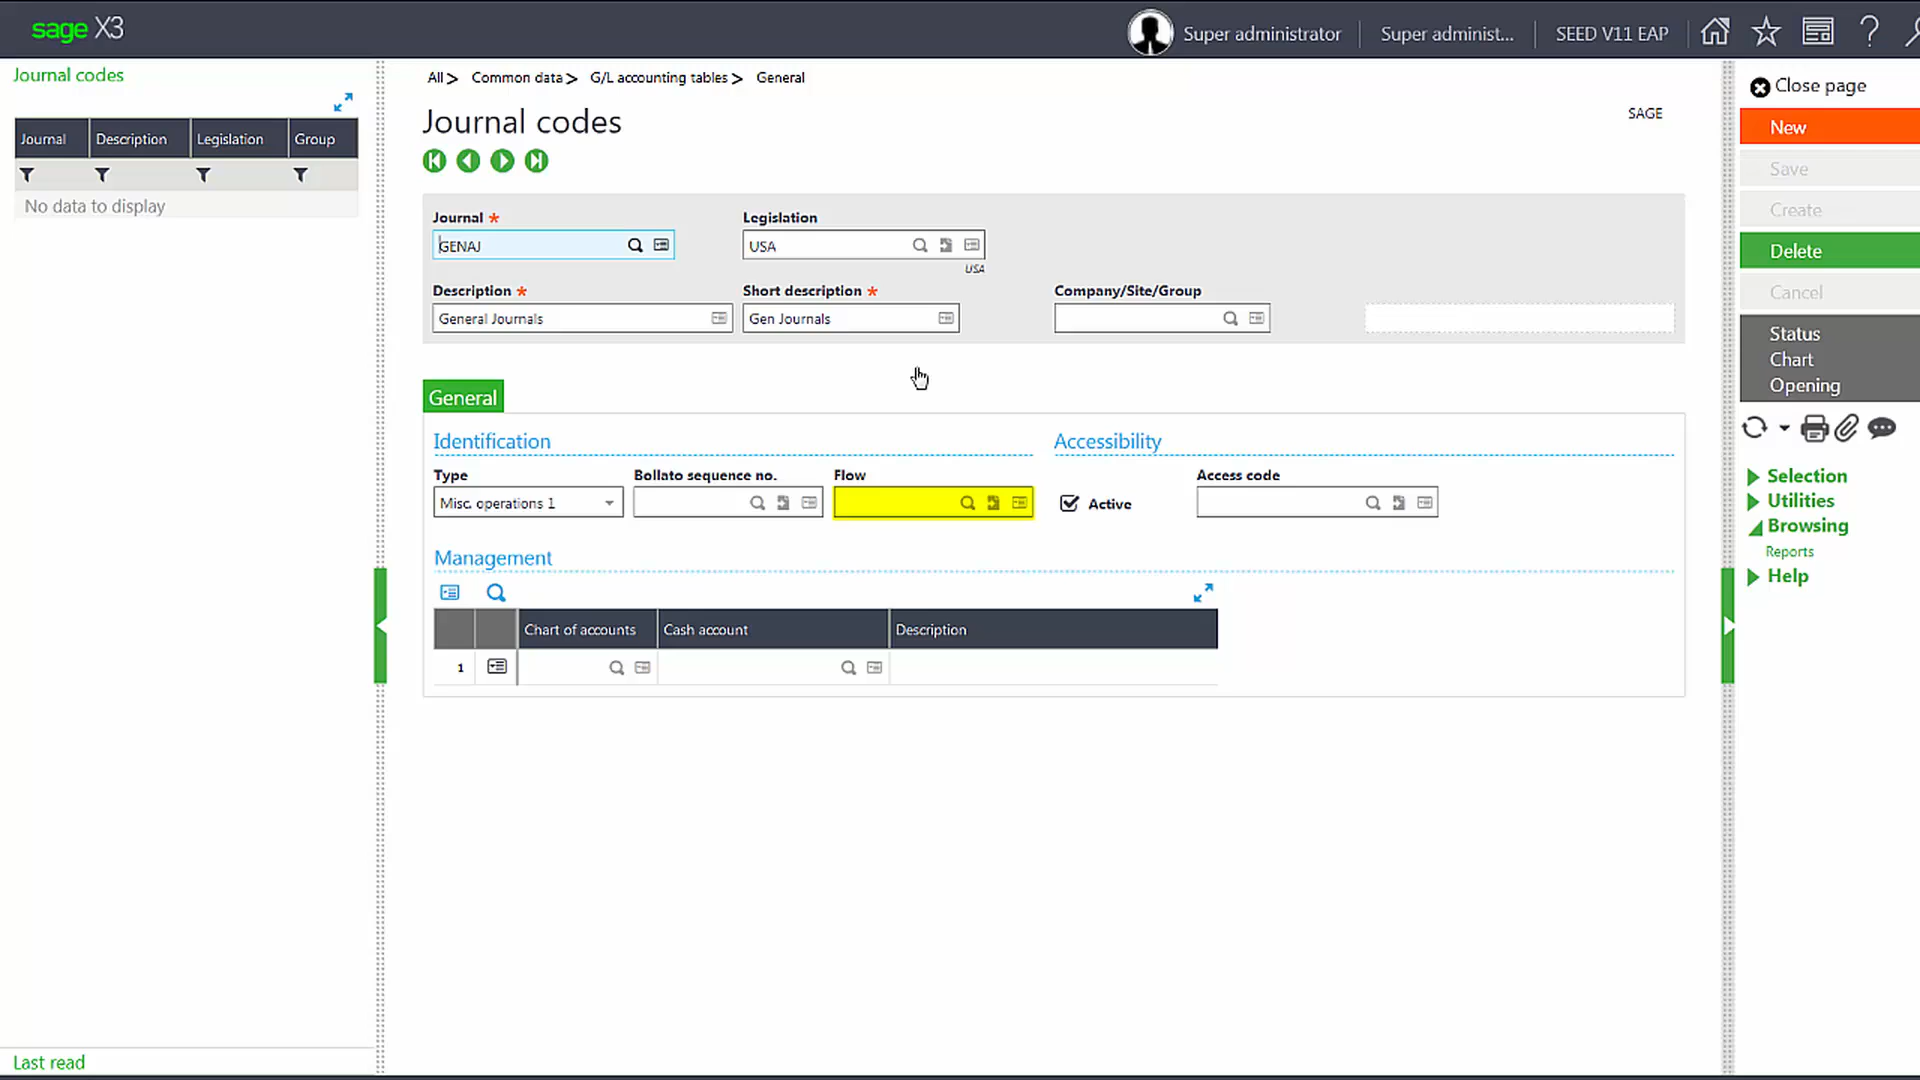 sage X3
Super administrator
Super administ...
SEED V11 EAP
Journal codes
Journal Description Legislation Group
No data to display
Last read
All > Common data > G/L accounting tables > General
Journal codes
SAGE
Journal * Legislation
GENAJ USA
USA
Description * Short description * Company/Site/Group
General Journals Gen Journals
General
Identification Accessibility
Type Bollato sequence no. Flow Access code
Misc. operations 1 Active
Management
Chart of accounts Cash account Description
1
Close page
New
Save
Create
Delete
Cancel
Status
Chart
Opening
Selection
Utilities
Browsing
Reports
Help